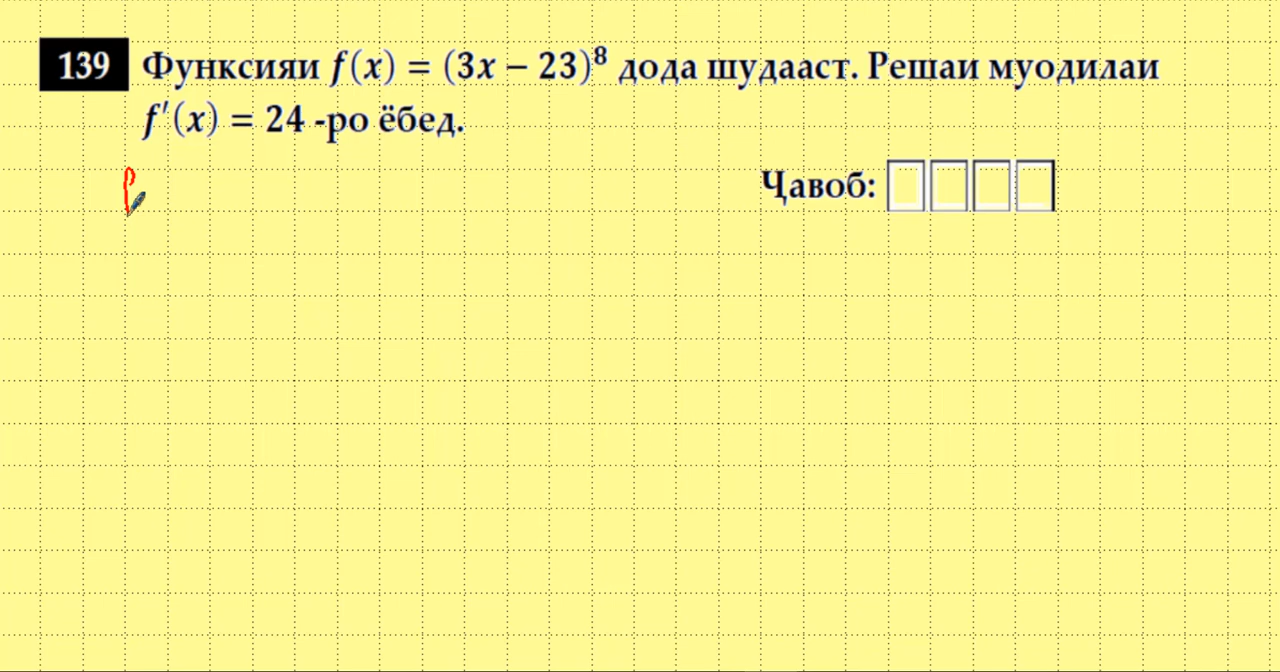 139 Функсияи f(x) = (3x − 23)⁸ дода шудааст. Решаи муодилаи
f′(x) = 24 -ро ёбед.
Ҷавоб: